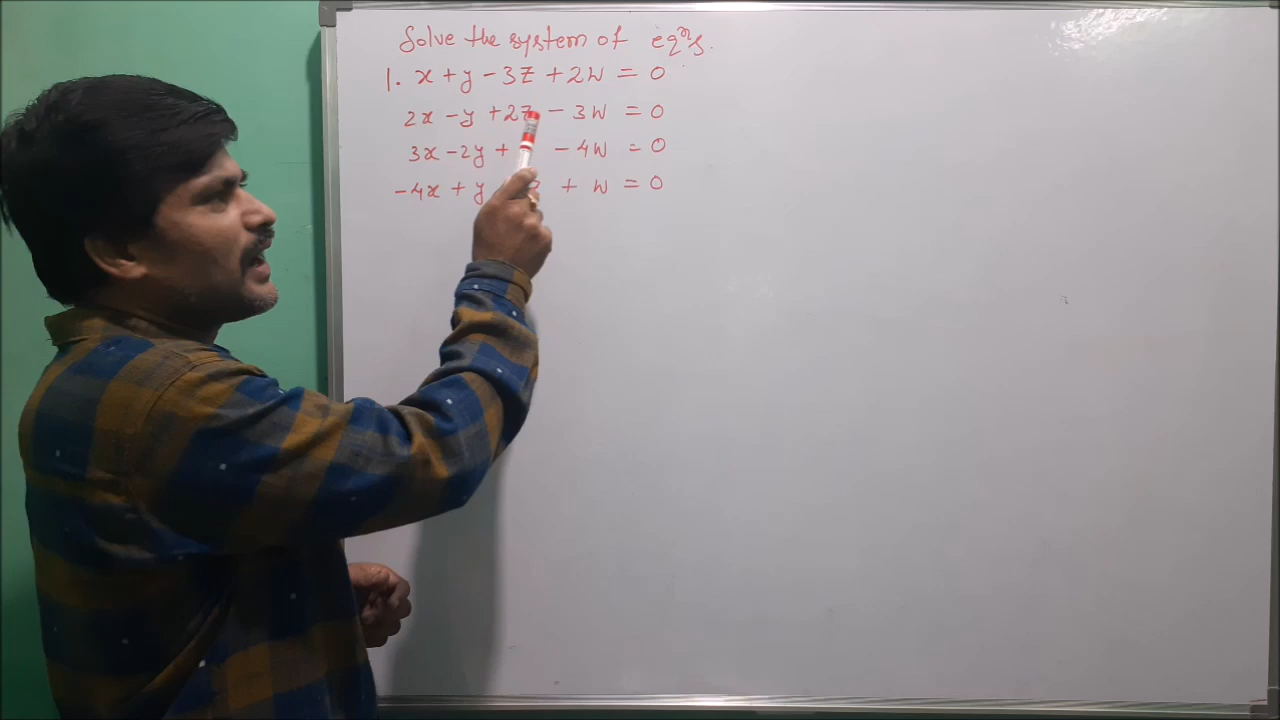 Solve the system of eqns.
1. x + y - 3z + 2w = 0
2x - y + 2z - 3w = 0
3x - 2y + - 4w = 0
-4x + y + w = 0